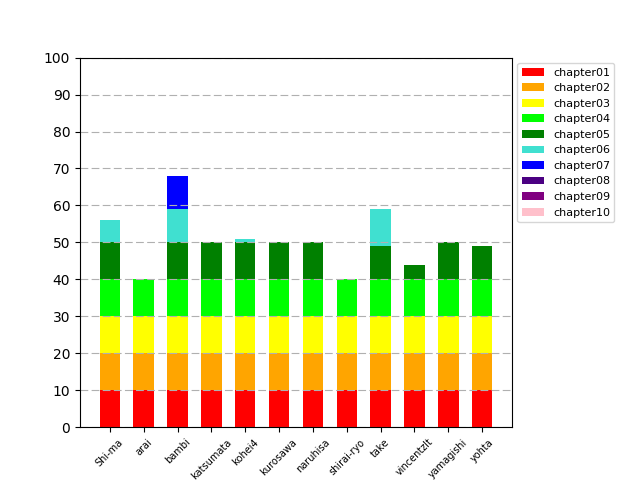 100
90
80
70
60
50
40
30
20
10
0
Shi-ma
arai
bambi
katsumata
kohei4
kurosawa
naruhisa
shirai-ryo
take
vincentzlt
yamagishi
yohta
chapter01
chapter02
chapter03
chapter04
chapter05
chapter06
chapter07
chapter08
chapter09
chapter10